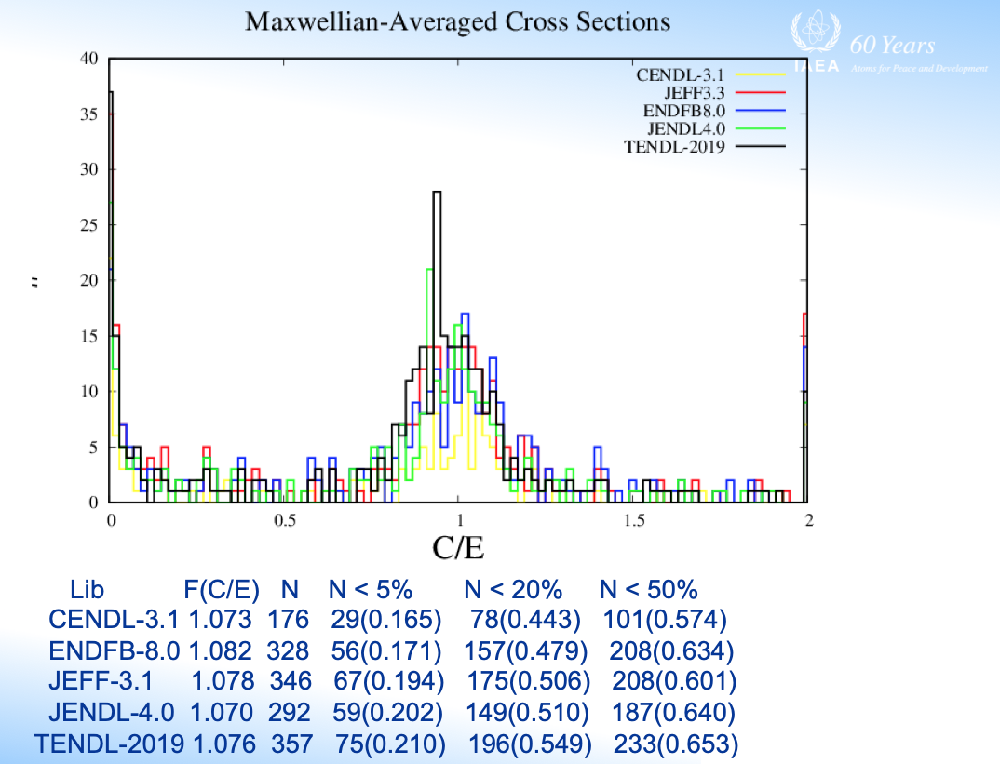 Maxwellian-Averaged Cross Sections
60 Years
IAEA Atoms for Peace and Development
40
35
30
25
20
15
10
5
0
CENDL-3.1
JEFF3.3
ENDFB8.0
JENDL4.0
TENDL-2019
0 0.5 1 1.5 2
C/E
Lib F(C/E) N N < 5% N < 20% N < 50%
CENDL-3.1 1.073 176 29(0.165) 78(0.443) 101(0.574)
ENDFB-8.0 1.082 328 56(0.171) 157(0.479) 208(0.634)
JEFF-3.1 1.078 346 67(0.194) 175(0.506) 208(0.601)
JENDL-4.0 1.070 292 59(0.202) 149(0.510) 187(0.640)
TENDL-2019 1.076 357 75(0.210) 196(0.549) 233(0.653)